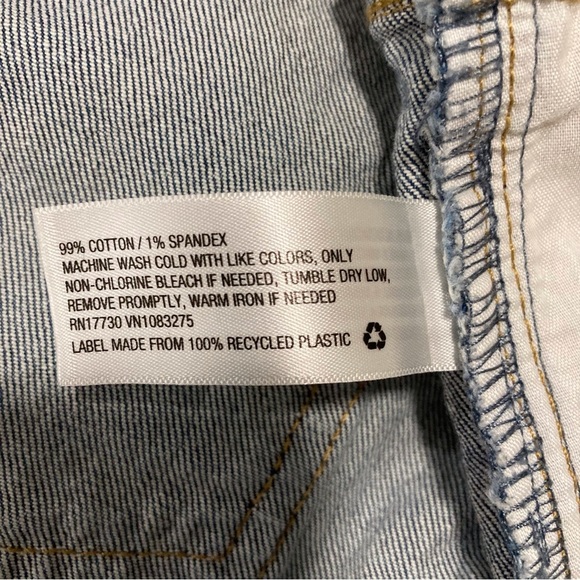 99% COTTON / 1% SPANDEX
MACHINE WASH COLD WITH LIKE COLORS, ONLY
NON-CHLORINE BLEACH IF NEEDED, TUMBLE DRY LOW,
REMOVE PROMPTLY, WARM IRON IF NEEDED
RN17730 VN1083275
LABEL MADE FROM 100% RECYCLED PLASTIC